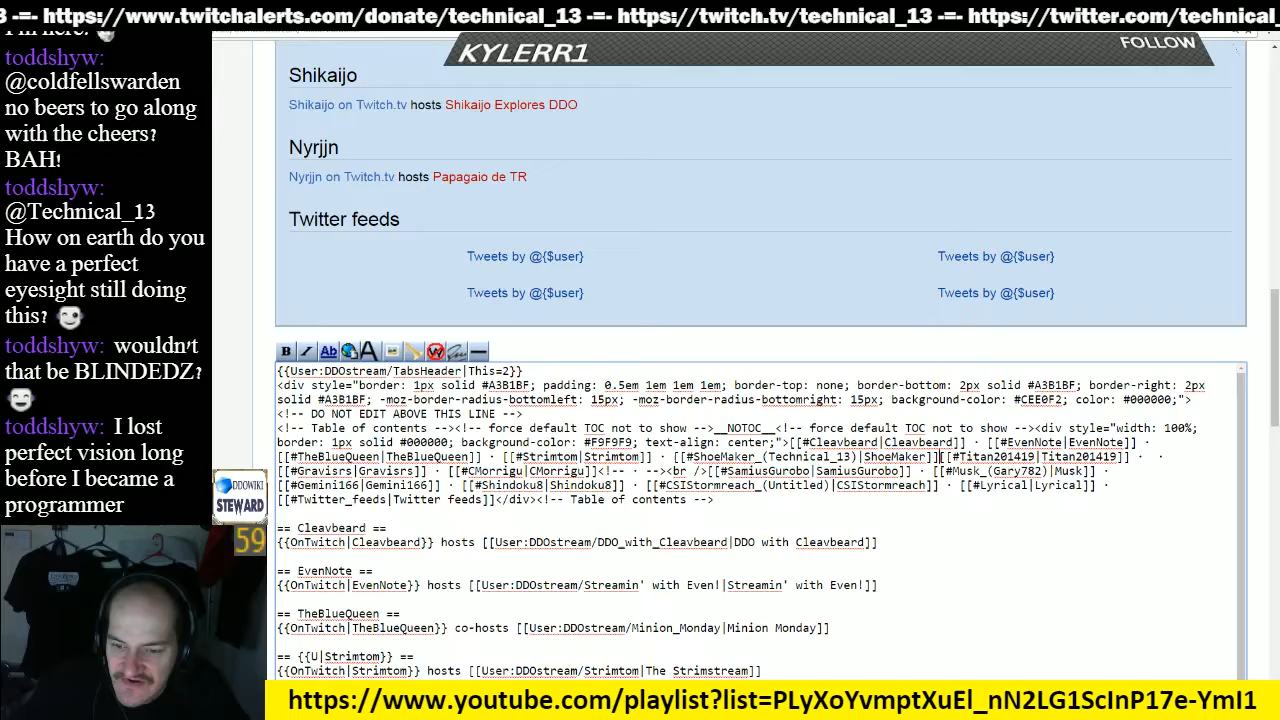 3 -=- https://www.twitchalerts.com/donate/technical_13 -=- https://twitch.tv/technical_13 -=- https://twitter.com/technical_
I'm here.
toddshyw:
@coldfellswarden
no beers to go along
with the cheers?
BAH!
toddshyw:
@Technical_13
How on earth do you
have a perfect
eyesight still doing
this?
toddshyw: wouldn't
that be BLINDEDZ?
toddshyw: I lost
perfect vision long
before I became a
programmer
DDOWIKI
STEWARD
59
KYLERR1
FOLLOW
Shikaijo
Shikaijo on Twitch.tv hosts Shikaijo Explores DDO
Nyrjjn
Nyrjjn on Twitch.tv hosts Papagaio de TR
Twitter feeds
Tweets by @{$user} Tweets by @{$user}
Tweets by @{$user} Tweets by @{$user}
B I Ab A W
{{User:DDOstream/TabsHeader|This=2}}
<div style="border: 1px solid #A3B1BF; padding: 0.5em 1em 1em 1em; border-top: none; border-bottom: 2px solid #A3B1BF; border-right: 2px
solid #A3B1BF; -moz-border-radius-bottomleft: 15px; -moz-border-radius-bottomright: 15px; background-color: #CEE0F2; color: #000000;">
<!-- DO NOT EDIT ABOVE THIS LINE -->
<!-- Table of contents --><!-- force default TOC not to show -->__NOTOC__<!-- force default TOC not to show --><div style="width: 100%;
border: 1px solid #000000; background-color: #F9F9F9; text-align: center;">[[#Cleavbeard|Cleavbeard]] · [[#EvenNote|EvenNote]] ·
[[#TheBlueQueen|TheBlueQueen]] · [[#Strimtom|Strimtom]] · [[#ShoeMaker_(Technical_13)|ShoeMaker]][[#Titan201419|Titan201419]] · ·
[[#Gravisrs|Gravisrs]] · [[#CMorrigu|CMorrigu]]<!-- · --><br />[[#SamiusGurobo|SamiusGurobo]] · [[#Musk_(Gary782)|Musk]] ·
[[#Gemini166|Gemini166]] · [[#Shindoku8|Shindoku8]] · [[#CSIStormreach_(Untitled)|CSIStormreach]] · [[#Lyrical|Lyrical]] ·
[[#Twitter_feeds|Twitter feeds]]</div><!-- Table of contents -->
== Cleavbeard ==
{{OnTwitch|Cleavbeard}} hosts [[User:DDOstream/DDO_with_Cleavbeard|DDO with Cleavbeard]]
== EvenNote ==
{{OnTwitch|EvenNote}} hosts [[User:DDOstream/Streamin' with Even!|Streamin' with Even!]]
== TheBlueQueen ==
{{OnTwitch|TheBlueQueen}} co-hosts [[User:DDOstream/Minion_Monday|Minion Monday]]
== {{U|Strimtom}} ==
{{OnTwitch|Strimtom}} hosts [[User:DDOstream/Strimtom|The Strimstream]]
https://www.youtube.com/playlist?list=PLyXoYvmptXuEl_nN2LG1ScInP17e-YmI1